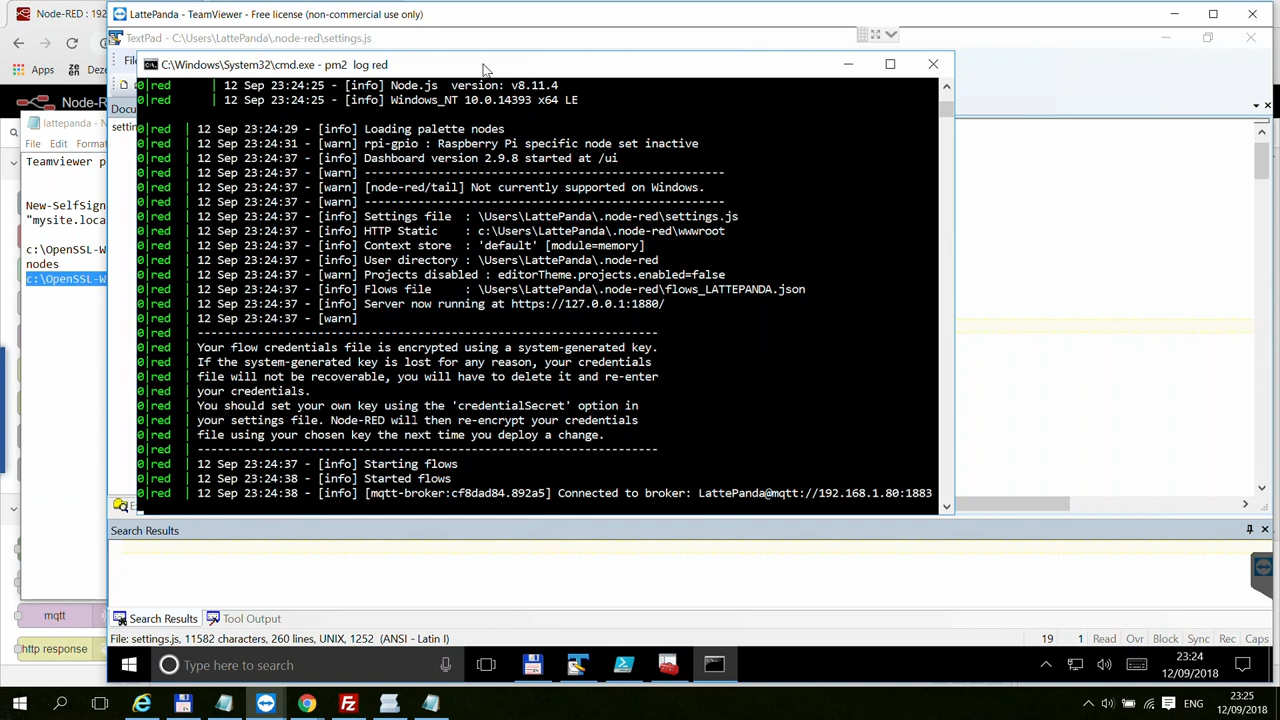 Node-RED : 192
LattePanda - TeamViewer - Free license (non-commercial use only)
TextPad - C:\Users\LattePanda\.node-red\settings.js
Apps
C:\Windows\System32\cmd.exe - pm2 log red
0|red | 12 Sep 23:24:25 - [info] Node.js version: v8.11.4
0|red | 12 Sep 23:24:25 - [info] Windows_NT 10.0.14393 x64 LE
0|red | 12 Sep 23:24:29 - [info] Loading palette nodes
0|red | 12 Sep 23:24:31 - [warn] rpi-gpio : Raspberry Pi specific node set inactive
0|red | 12 Sep 23:24:37 - [info] Dashboard version 2.9.8 started at /ui
0|red | 12 Sep 23:24:37 - [warn] ------------------------------------------------------
0|red | 12 Sep 23:24:37 - [warn] [node-red/tail] Not currently supported on Windows.
0|red | 12 Sep 23:24:37 - [warn] ------------------------------------------------------
0|red | 12 Sep 23:24:37 - [info] Settings file : \Users\LattePanda\.node-red\settings.js
0|red | 12 Sep 23:24:37 - [info] HTTP Static : c:\Users\LattePanda\.node-red\wwwroot
0|red | 12 Sep 23:24:37 - [info] Context store : 'default' [module=memory]
0|red | 12 Sep 23:24:37 - [info] User directory : \Users\LattePanda\.node-red
0|red | 12 Sep 23:24:37 - [warn] Projects disabled : editorTheme.projects.enabled=false
0|red | 12 Sep 23:24:37 - [info] Flows file : \Users\LattePanda\.node-red\flows_LATTEPANDA.json
0|red | 12 Sep 23:24:37 - [info] Server now running at https://127.0.0.1:1880/
0|red | 12 Sep 23:24:37 - [warn]
0|red | ---------------------------------------------------------------------
0|red | Your flow credentials file is encrypted using a system-generated key.
0|red | If the system-generated key is lost for any reason, your credentials
0|red | file will not be recoverable, you will have to delete it and re-enter
0|red | your credentials.
0|red | You should set your own key using the 'credentialSecret' option in
0|red | your settings file. Node-RED will then re-encrypt your credentials
0|red | file using your chosen key the next time you deploy a change.
0|red | ---------------------------------------------------------------------
0|red | 12 Sep 23:24:37 - [info] Starting flows
0|red | 12 Sep 23:24:38 - [info] Started flows
0|red | 12 Sep 23:24:38 - [info] [mqtt-broker:cf8dad84.892a5] Connected to broker: LattePanda@mqtt://192.168.1.80:1883
Node-R
lattepanda - N
File Edit Format
Teamviewer p
New-SelfSign
"mysite.loca
c:\OpenSSL-W
nodes
c:\OpenSSL-W
mqtt
http response
Search Results
Search Results
Tool Output
File: settings.js, 11582 characters, 260 lines, UNIX, 1252 (ANSI - Latin I)
19 1 Read Ovr Block Sync Rec Caps
Type here to search
23:24
12/09/2018
ENG
23:25
12/09/2018